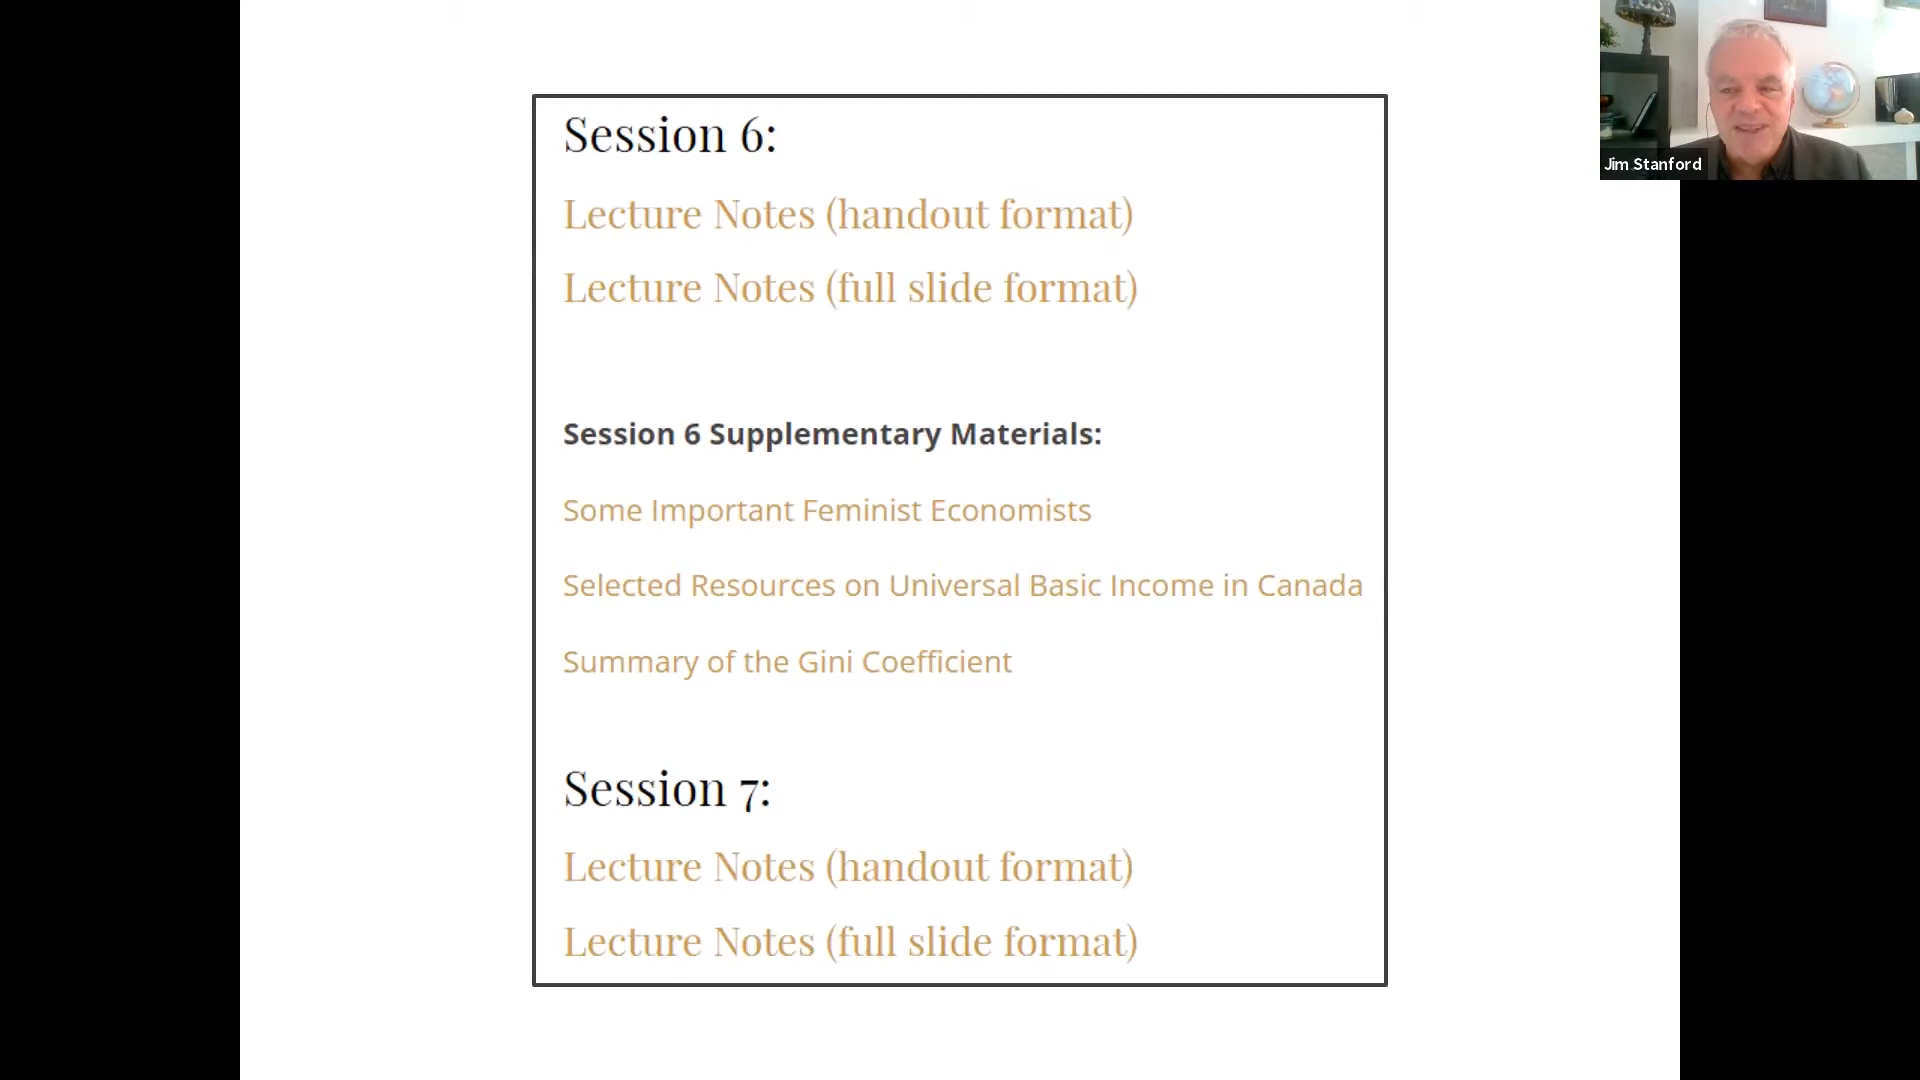 Session 6:
Lecture Notes (handout format)
Lecture Notes (full slide format)
Session 6 Supplementary Materials:
Some Important Feminist Economists
Selected Resources on Universal Basic Income in Canada
Summary of the Gini Coefficient
Session 7:
Lecture Notes (handout format)
Lecture Notes (full slide format)
Jim Stanford